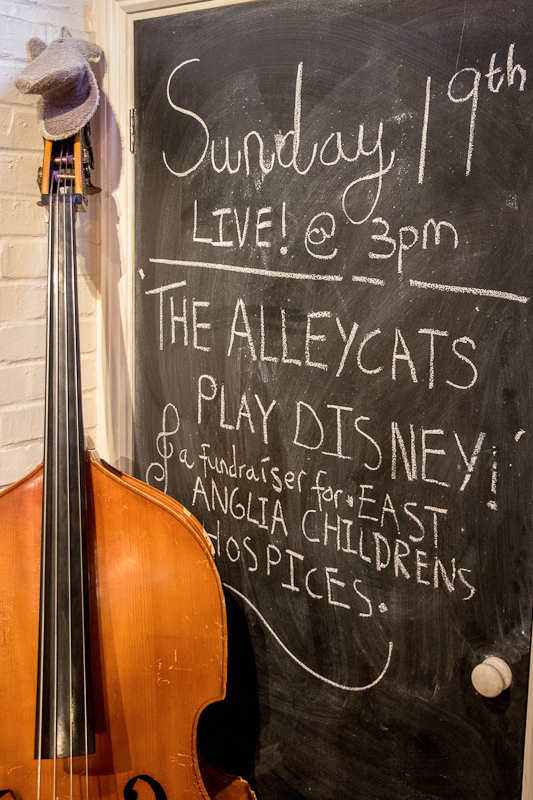 Sunday 19th
LIVE! @ 3pm
'THE ALLEYCATS
PLAY DISNEY!'
a fundraiser for EAST
ANGLIA CHILDRENS
HOSPICES.